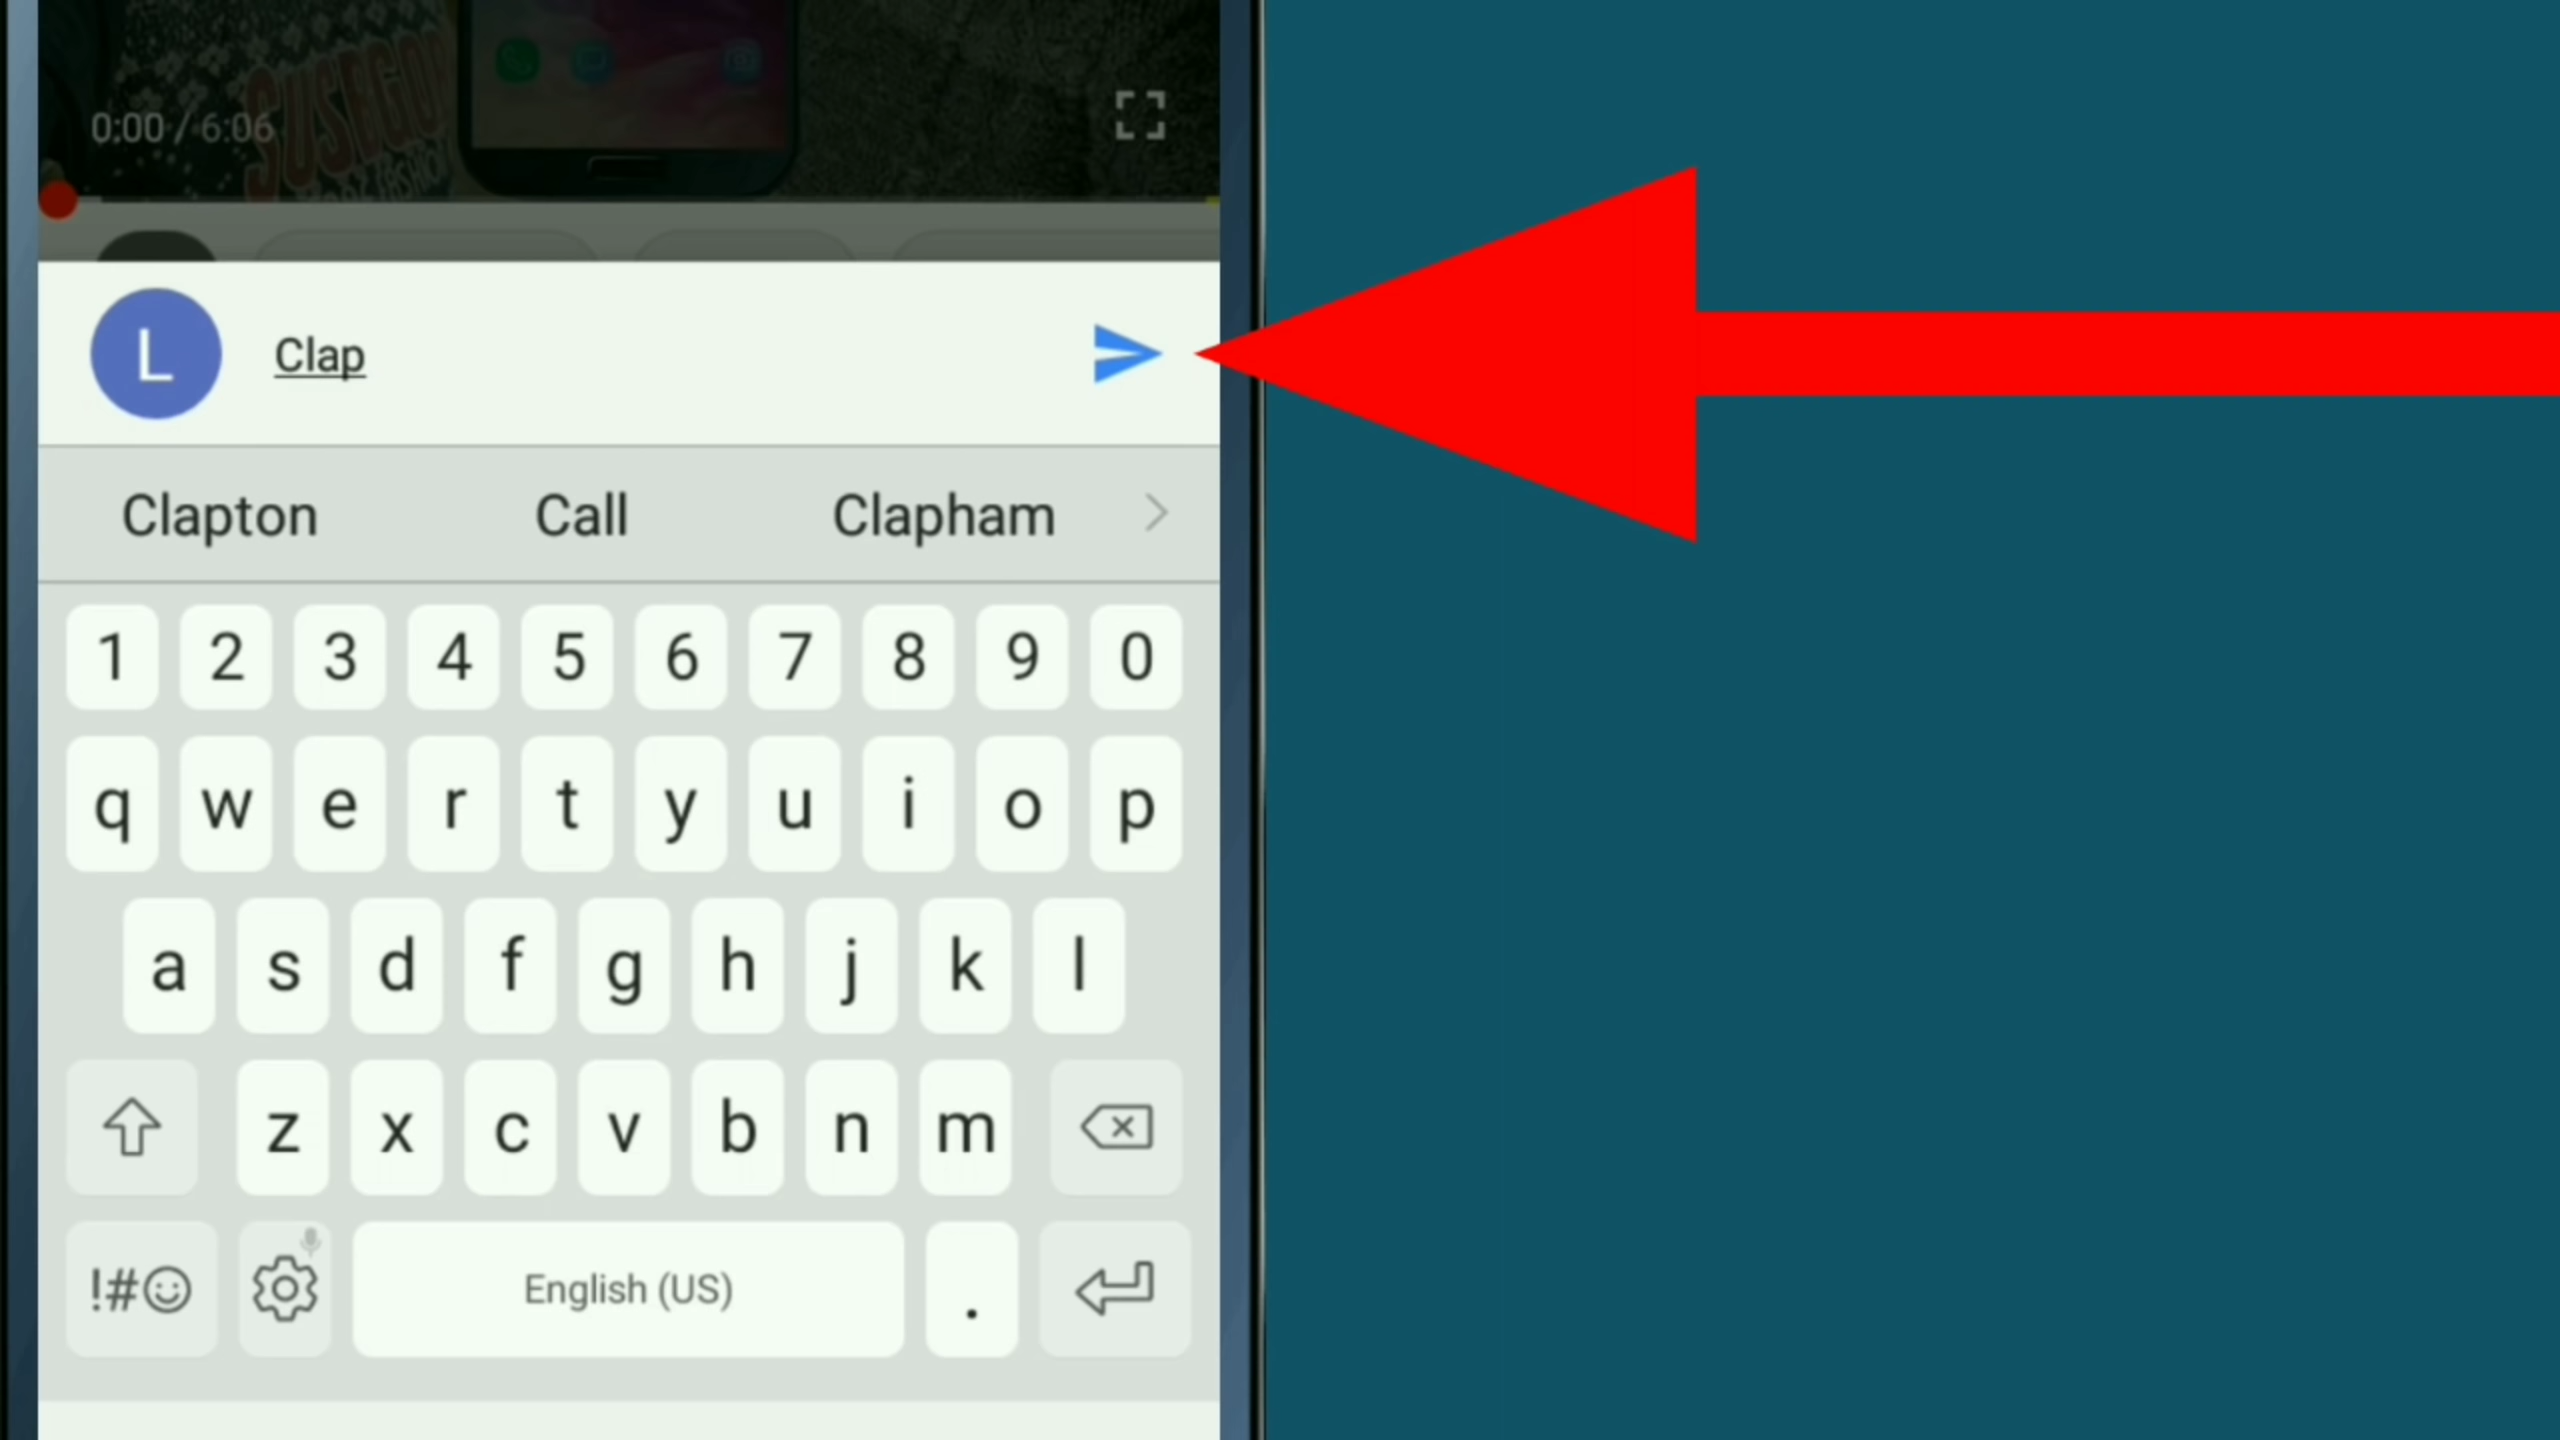 SUSEGO
0:00 / 6:06
L
Clap
Clapton Call Clapham
1 2 3 4 5 6 7 8 9 0
q w e r t y u i o p
a s d f g h j k l
z x c v b n m
!#☺ English (US) .